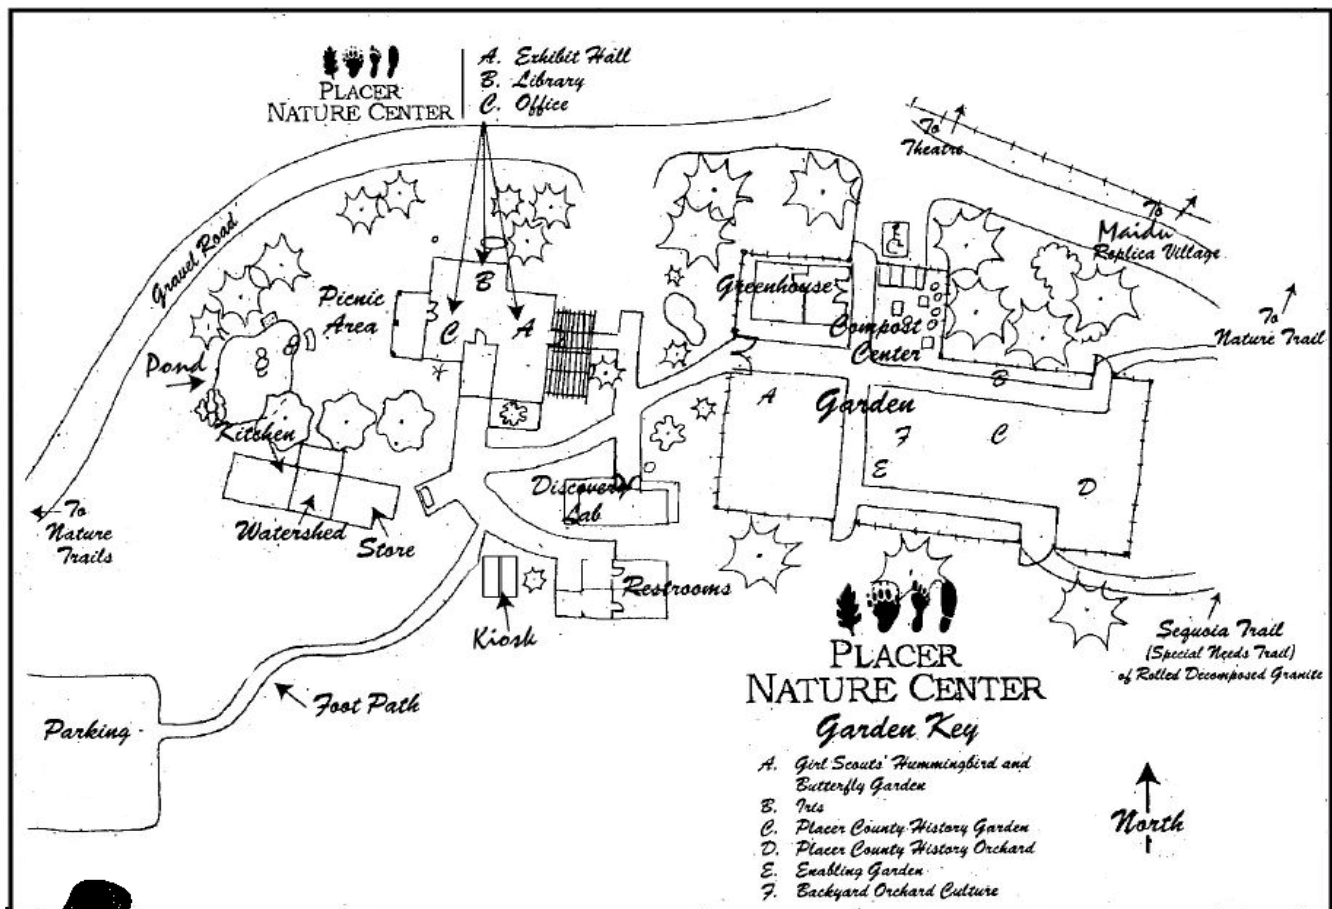 PLACER
NATURE CENTER
A. Exhibit Hall
B. Library
C. Office
To
Theatre
To
Maidu
Replica Village
To
Nature Trail
Gravel Road
Picnic
Area
B
C
A
Greenhouse
Compost
Center
Pond
Kitchen
Watershed
Store
To
Nature
Trails
Discovery
Lab
A
Garden
B
F
C
E
D
Restrooms
Kiosk
Foot Path
Parking
Sequoia Trail
(Special Needs Trail)
of Rolled Decomposed Granite
PLACER
NATURE CENTER
Garden Key
A. Girl Scouts' Hummingbird and
Butterfly Garden
B. Iris
C. Placer County History Garden
D. Placer County History Orchard
E. Enabling Garden
F. Backyard Orchard Culture
North